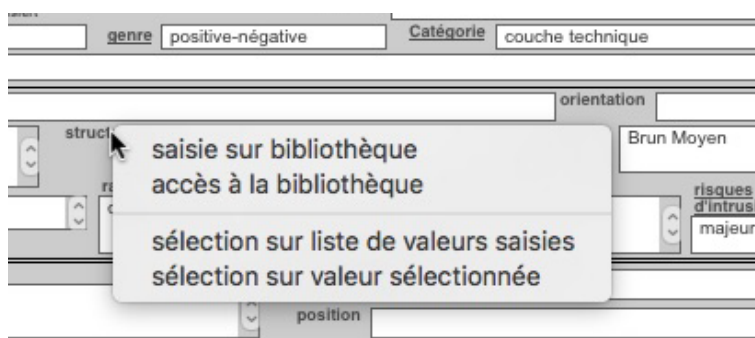 genre positive-négative Catégorie couche technique
orientation
struct
Brun Moyen
saisie sur bibliothèque
accès à la bibliothèque
risques
d'intrus
majeur
sélection sur liste de valeurs saisies
sélection sur valeur sélectionnée
position